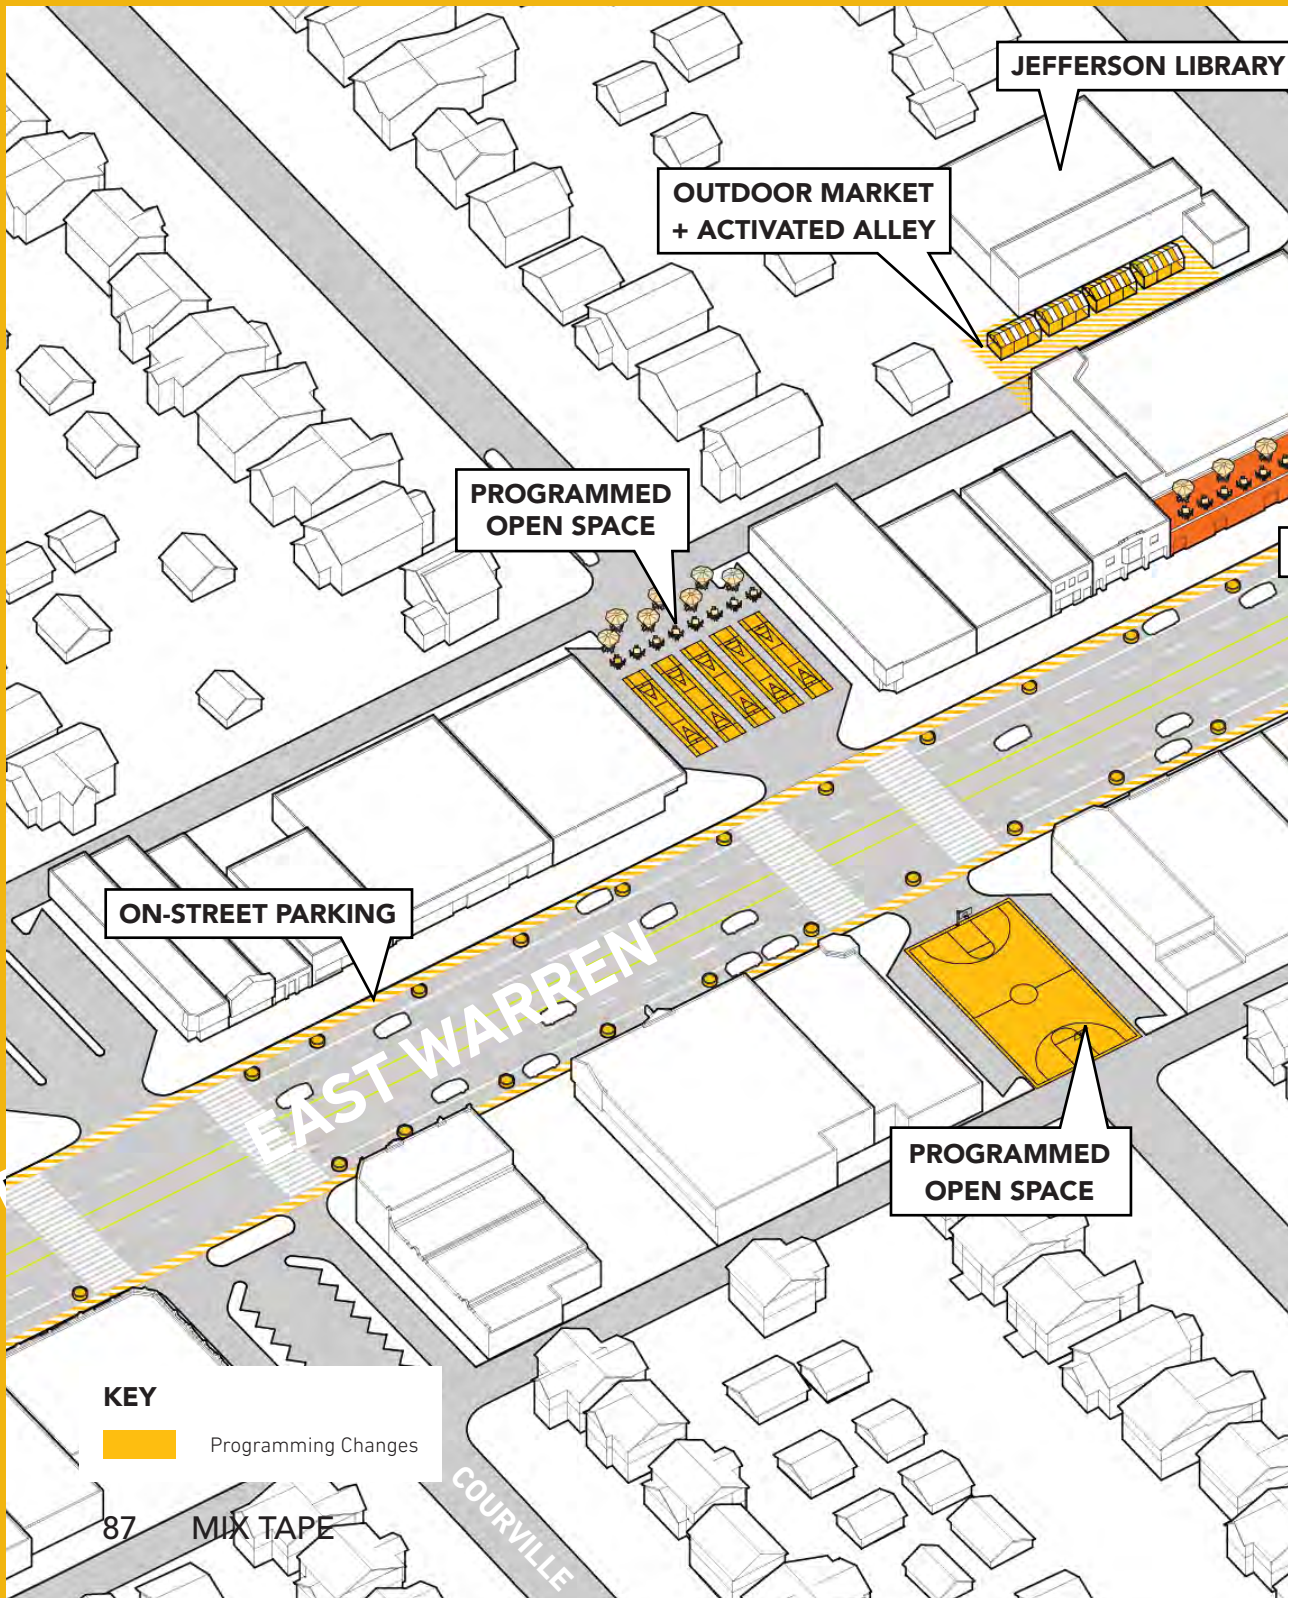 JEFFERSON LIBRARY
OUTDOOR MARKET
+ ACTIVATED ALLEY
PROGRAMMED
OPEN SPACE
ON-STREET PARKING
EAST WARREN
PROGRAMMED
OPEN SPACE
KEY
Programming Changes
COURVILLE
87 MIX TAPE